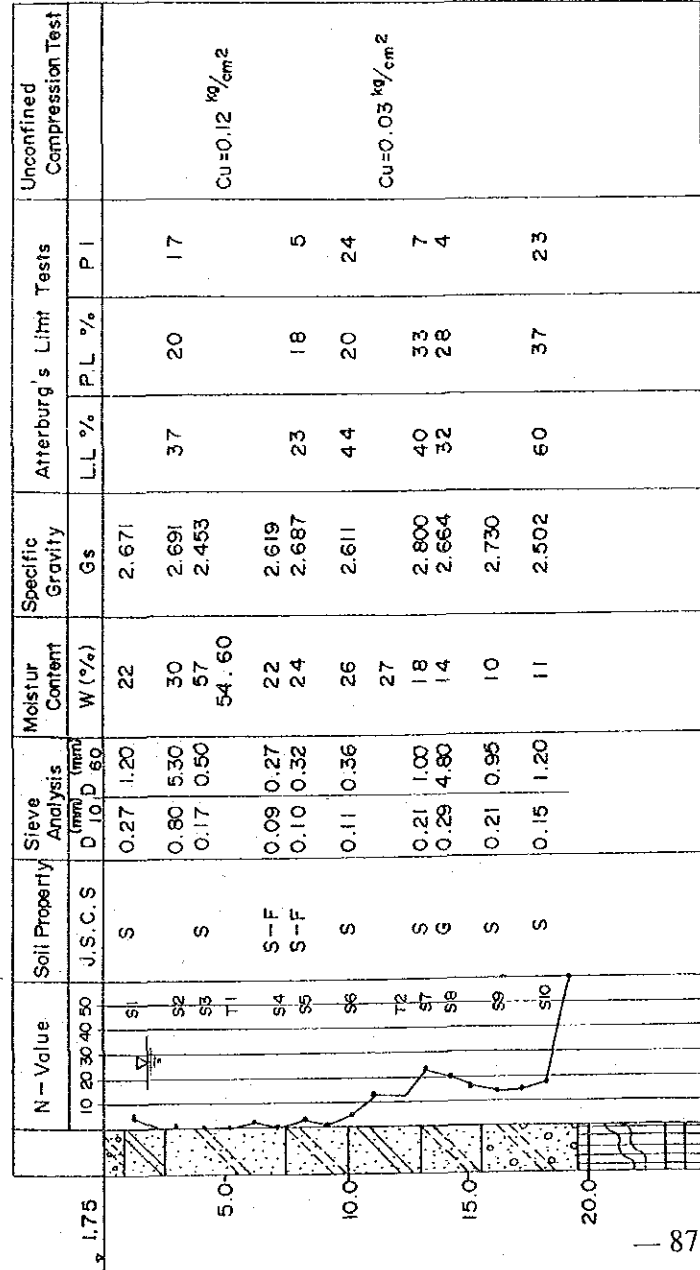 N-Value Soil Property Sieve Analysis Moistur Content Specific Gravity Atterburg's Limit Tests Unconfined Compression Test
10 20 30 40 50 J.S.C.S D 10 (mm) D 60 (mm) W (%) Gs L.L % P.L % P I
▽ 1.75
S1 S 0.27 1.20 22 2.671
S2 0.80 5.30 30 2.691 37 20 17
S3 S 0.17 0.50 57 2.453
5.0 T1 54.60 Cu=0.12 kg/cm2
S4 S-F 0.09 0.27 22 2.619
S5 S-F 0.10 0.32 24 2.687 23 18 5
10.0 S6 S 0.11 0.36 26 2.611 44 20 24
T2 27 Cu=0.03 kg/cm2
S7 S 0.21 1.00 18 2.800 40 33 7
S8 G 0.29 4.80 14 2.664 32 28 4
15.0
S9 S 0.21 0.95 10 2.730
S10 S 0.15 1.20 11 2.502 60 37 23
20.0
— 87